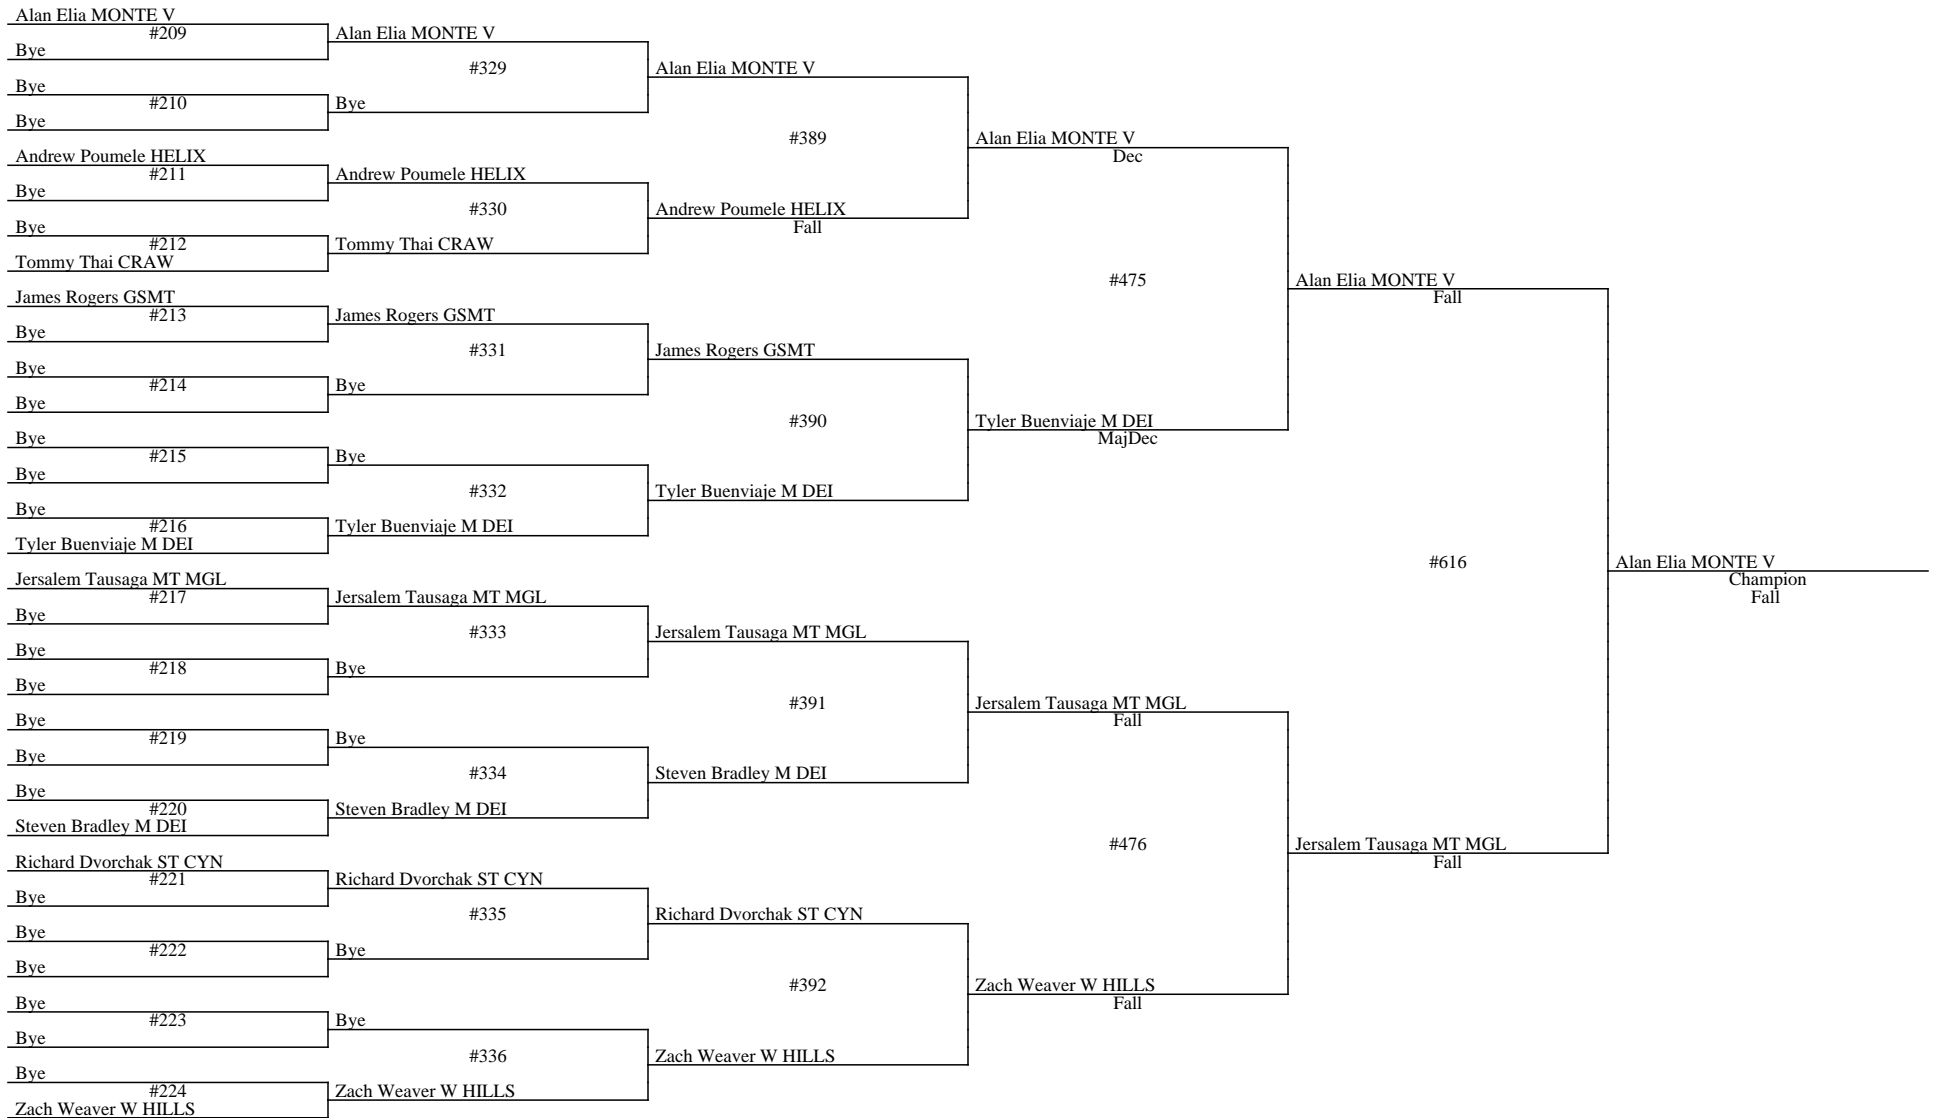 Alan Elia MONTE V
#209
Bye
Bye
#210
Bye
Andrew Poumele HELIX
#211
Bye
Bye
#212
Tommy Thai CRAW
James Rogers GSMT
#213
Bye
Bye
#214
Bye
Bye
#215
Bye
Bye
#216
Tyler Buenviaje M DEI
Jersalem Tausaga MT MGL
#217
Bye
Bye
#218
Bye
Bye
#219
Bye
Bye
#220
Steven Bradley M DEI
Richard Dvorchak ST CYN
#221
Bye
Bye
#222
Bye
Bye
#223
Bye
Bye
#224
Zach Weaver W HILLS
Alan Elia MONTE V
#329
Bye
Andrew Poumele HELIX
#330
Tommy Thai CRAW
James Rogers GSMT
#331
Bye
Bye
#332
Tyler Buenviaje M DEI
Jersalem Tausaga MT MGL
#333
Bye
Bye
#334
Steven Bradley M DEI
Richard Dvorchak ST CYN
#335
Bye
Bye
#336
Zach Weaver W HILLS
Alan Elia MONTE V
#389
Andrew Poumele HELIX
Fall
James Rogers GSMT
#390
Tyler Buenviaje M DEI
Jersalem Tausaga MT MGL
#391
Steven Bradley M DEI
Richard Dvorchak ST CYN
#392
Zach Weaver W HILLS
Alan Elia MONTE V
Dec
#475
Tyler Buenviaje M DEI
MajDec
Jersalem Tausaga MT MGL
Fall
#476
Zach Weaver W HILLS
Fall
Alan Elia MONTE V
Fall
#616
Jersalem Tausaga MT MGL
Fall
Alan Elia MONTE V
Champion
Fall